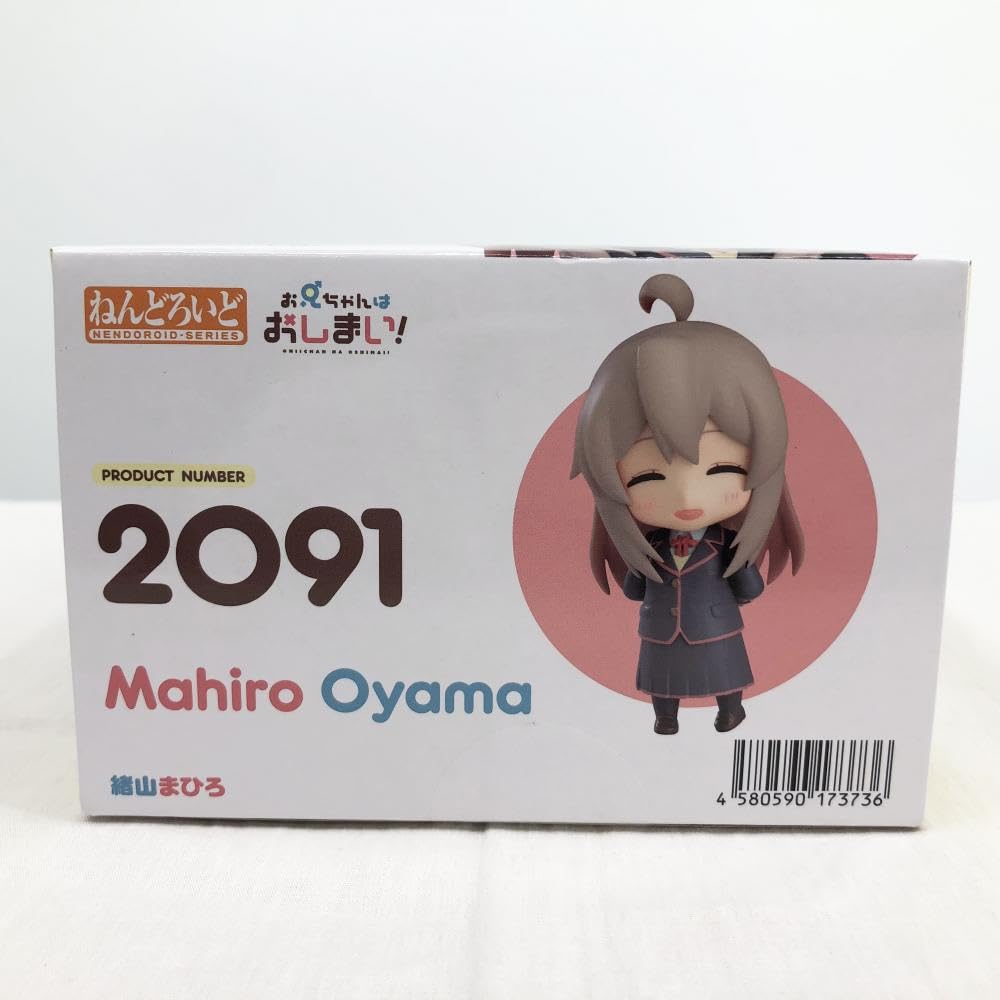 ねんどろいど
NENDOROID·SERIES
お兄ちゃんは
おしまい!
ONIICHAN HA OSHIMAI!
PRODUCT NUMBER
2091
Mahiro Oyama
緒山まひろ
4 580590 173736